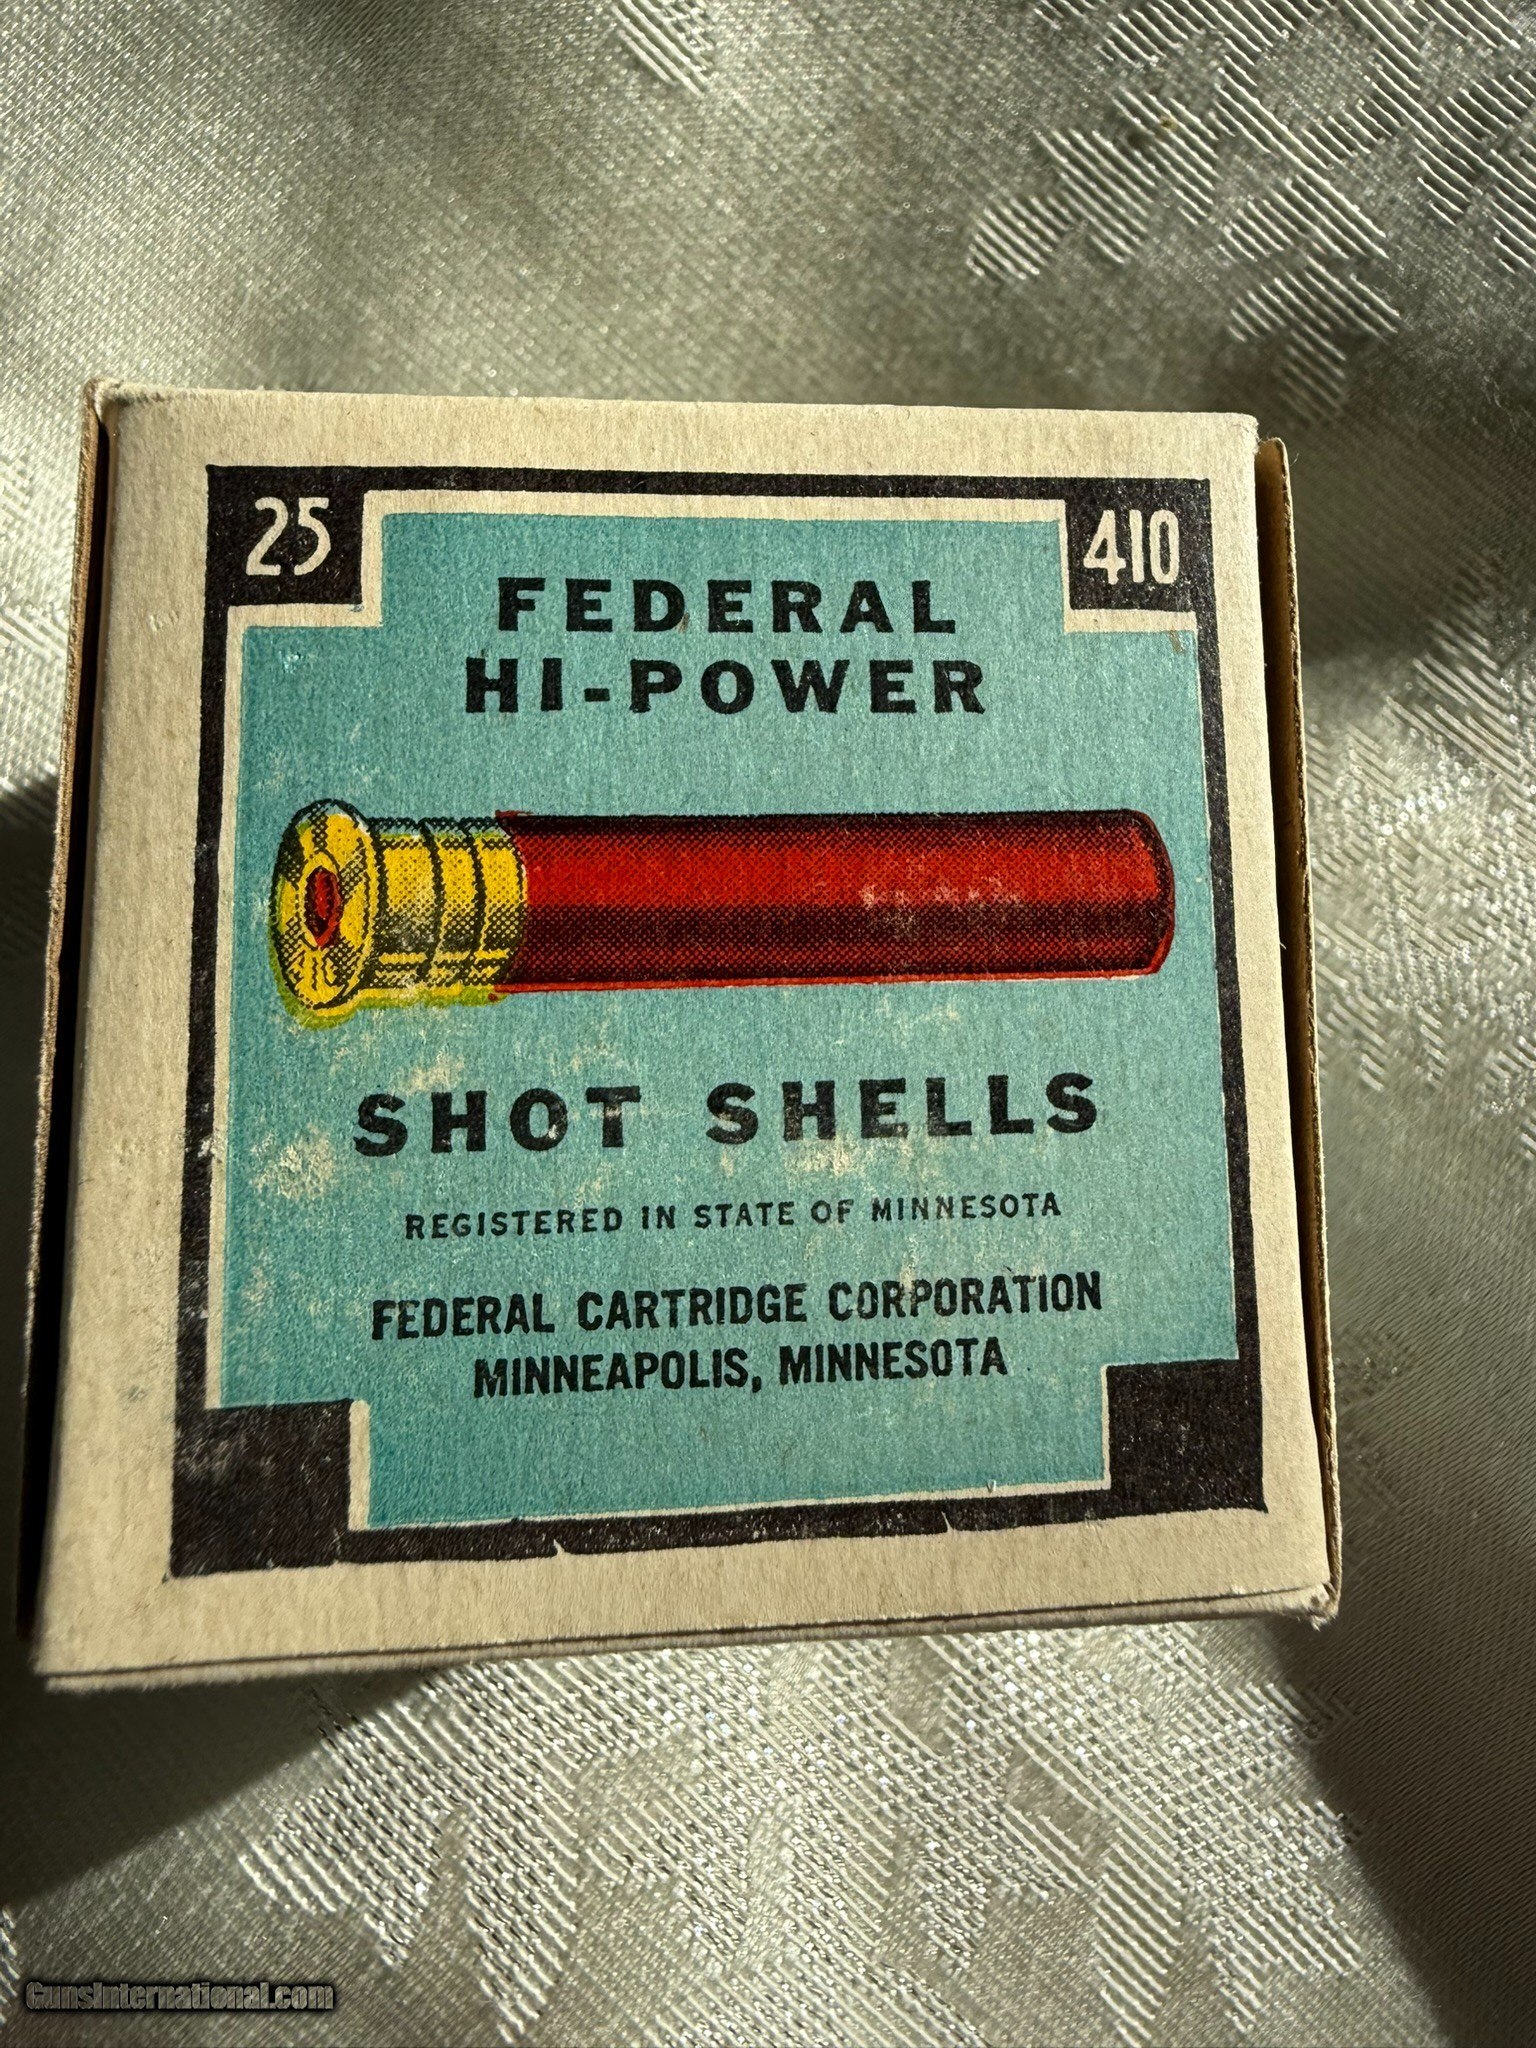 25
410
FEDERAL
HI-POWER
SHOT SHELLS
REGISTERED IN STATE OF MINNESOTA
FEDERAL CARTRIDGE CORPORATION
MINNEAPOLIS, MINNESOTA
GunsInternational.com